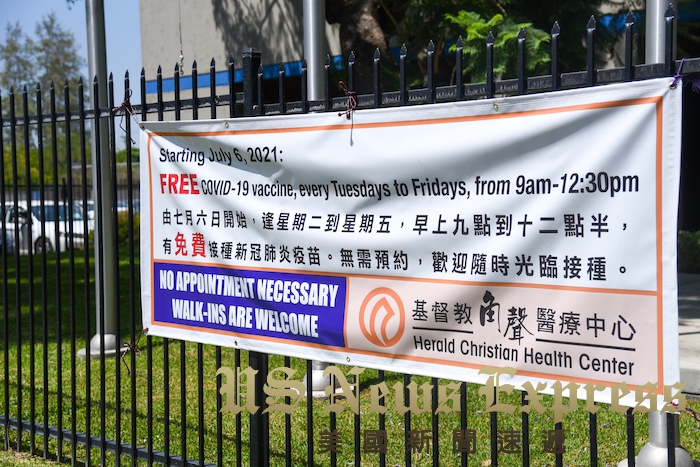 Starting July 6, 2021:
FREE COVID-19 vaccine, every Tuesdays to Fridays, from 9am-12:30pm
由七月六日開始，逢星期二到星期五，早上九點到十二點半，
有免費接種新冠肺炎疫苗。無需預約，歡迎隨時光臨接種。
NO APPOINTMENT NECESSARY
WALK-INS ARE WELCOME
基督教角聲醫療中心
Herald Christian Health Center
US News Express
美國新聞速遞